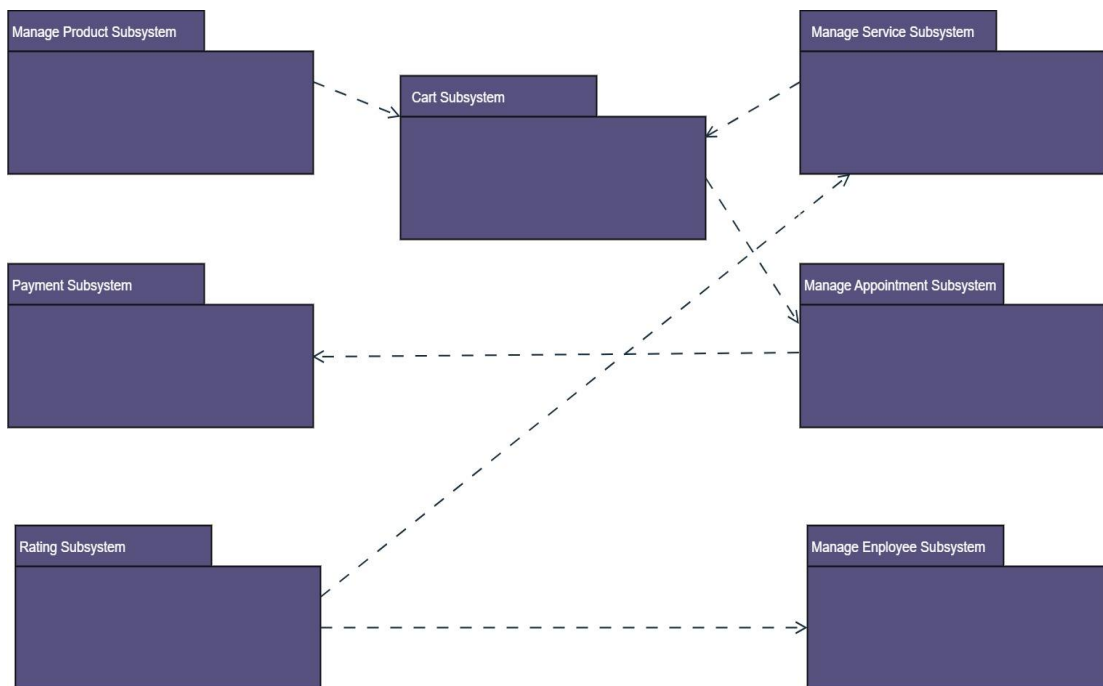 Manage Product Subsystem
Manage Service Subsystem
Cart Subsystem
Payment Subsystem
Manage Appointment Subsystem
Rating Subsystem
Manage Enployee Subsystem